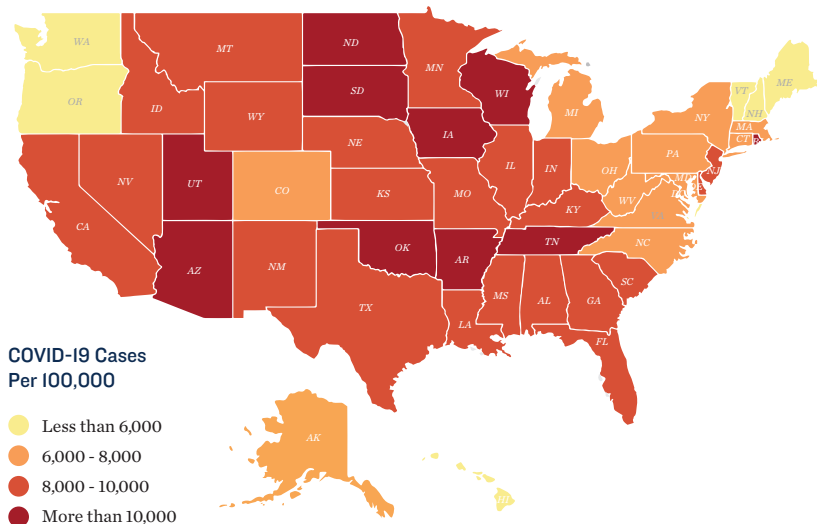 WA
MT
ND
MN
OR
ID
SD
WI
WY
MI
VT
NH
ME
NY
MA
CT
IA
NE
PA
NJ
NV
UT
CO
IL
IN
OH
KS
MO
WV
KY
CA
NC
TN
AZ
NM
OK
AR
SC
MS
AL
GA
TX
LA
FL
COVID-19 Cases
Per 100,000
Less than 6,000
6,000 - 8,000
8,000 - 10,000
More than 10,000
AK
HI